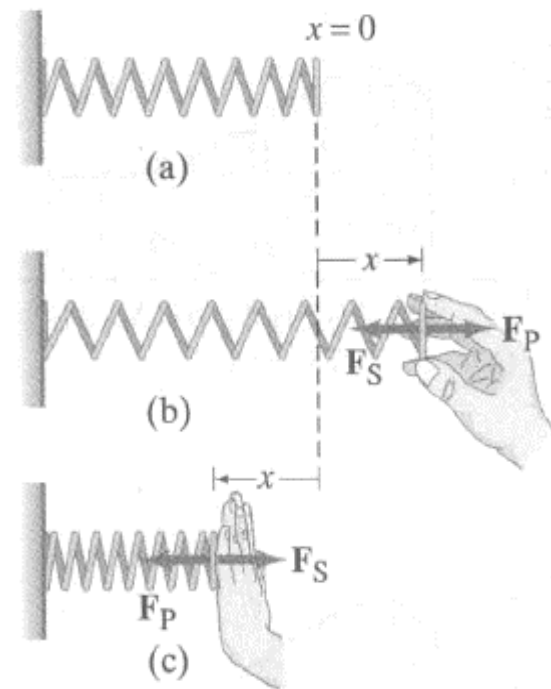 x = 0
(a)
x
F_P
F_S
(b)
x
F_S
F_P
(c)